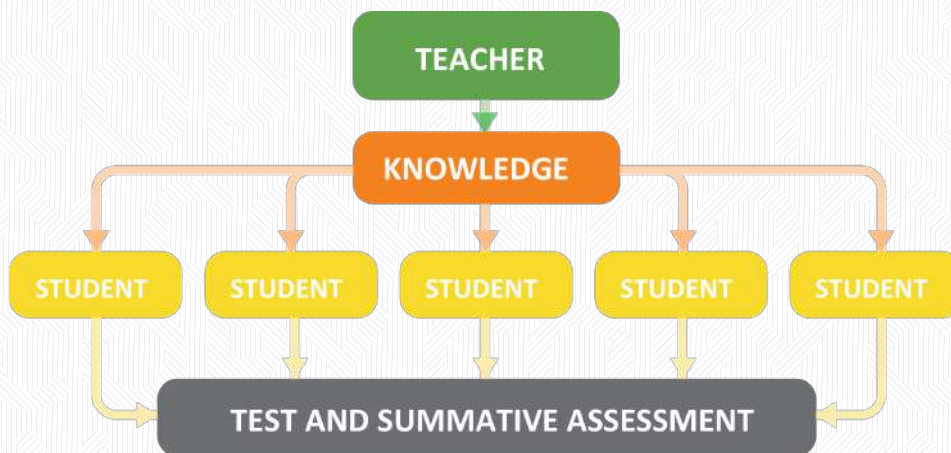 TEACHER
KNOWLEDGE
STUDENT
STUDENT
STUDENT
STUDENT
STUDENT
TEST AND SUMMATIVE ASSESSMENT